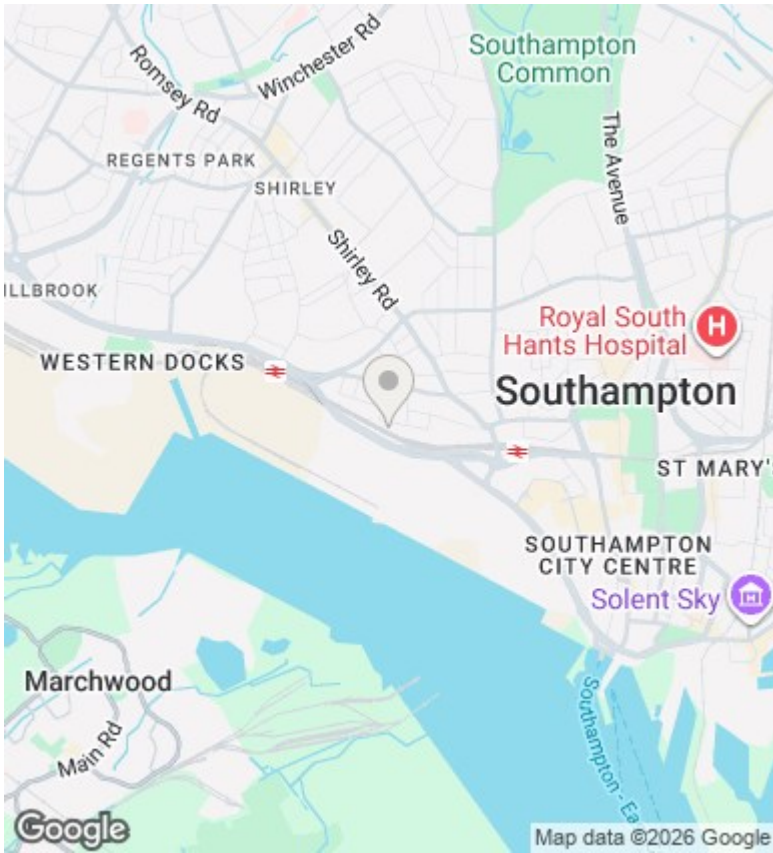 Southampton
Common
Winchester Rd
Romsey Rd
The Avenue
REGENTS PARK
SHIRLEY
Shirley Rd
ILLBROOK
Royal South
Hants Hospital
H
WESTERN DOCKS
Southampton
ST MARY'S
SOUTHAMPTON
CITY CENTRE
Solent Sky
Marchwood
Main Rd
Southampton - Ea
Google
Map data ©2026 Google